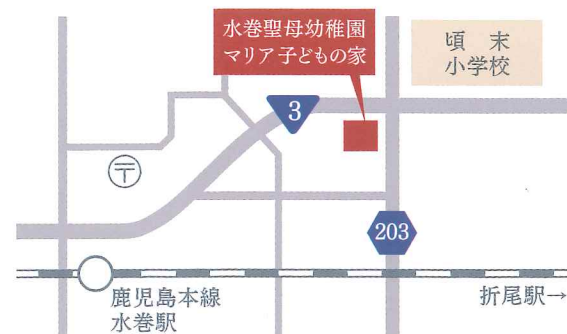 水巻聖母幼稚園
マリア子どもの家
頃 末
小学校
3
〒
203
鹿児島本線
水巻駅
折尾駅→